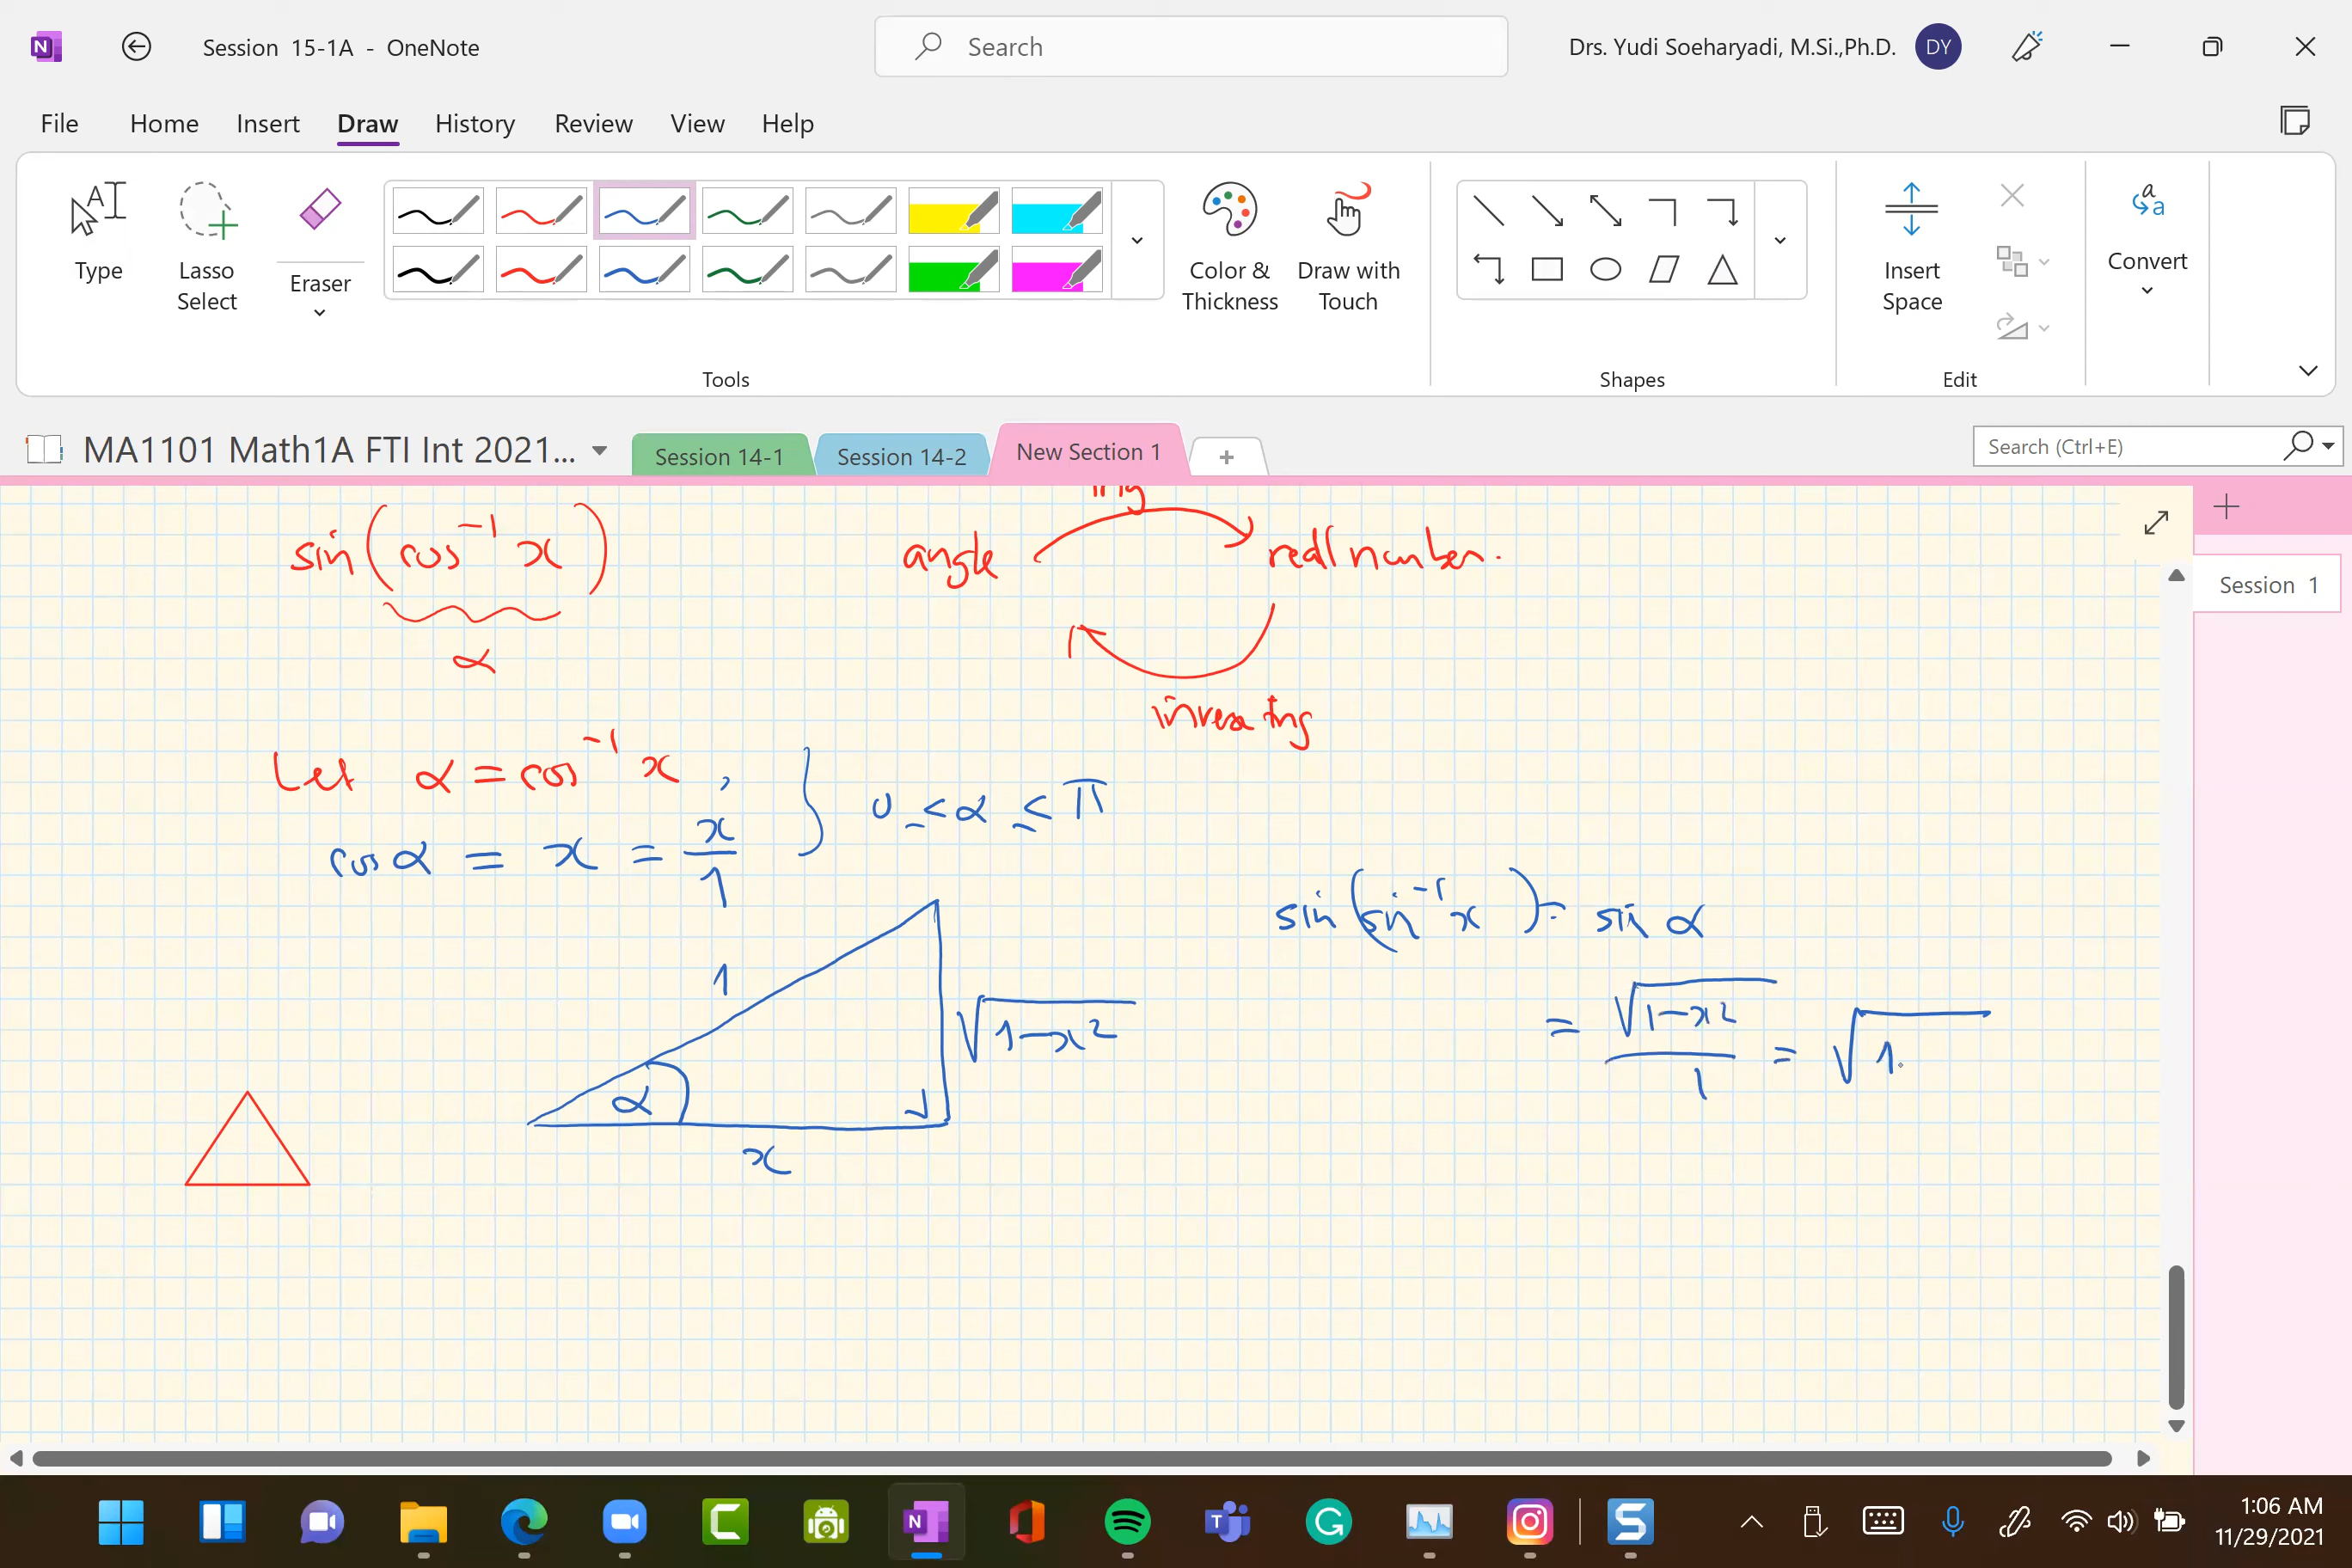 Session 15-1A - OneNote
Search
Drs. Yudi Soeharyadi, M.Si.,Ph.D.
DY
File Home Insert Draw History Review View Help
Type
Lasso Select
Eraser
Color & Thickness
Draw with Touch
Insert Space
Convert
Tools
Shapes
Edit
MA1101 Math1A FTI Int 2021...
Session 14-1
Session 14-2
New Section 1
Search (Ctrl+E)
Session 1
sin(cos⁻¹ x)
α
angle
real number.
Let α = cos⁻¹ x,
cos α = x = x/1
} 0 ≤ α ≤ π
1
√(1-x²)
α
x
sin(sin⁻¹ x) = sin α
= √(1-x²)/1 = √1
1:06 AM
11/29/2021